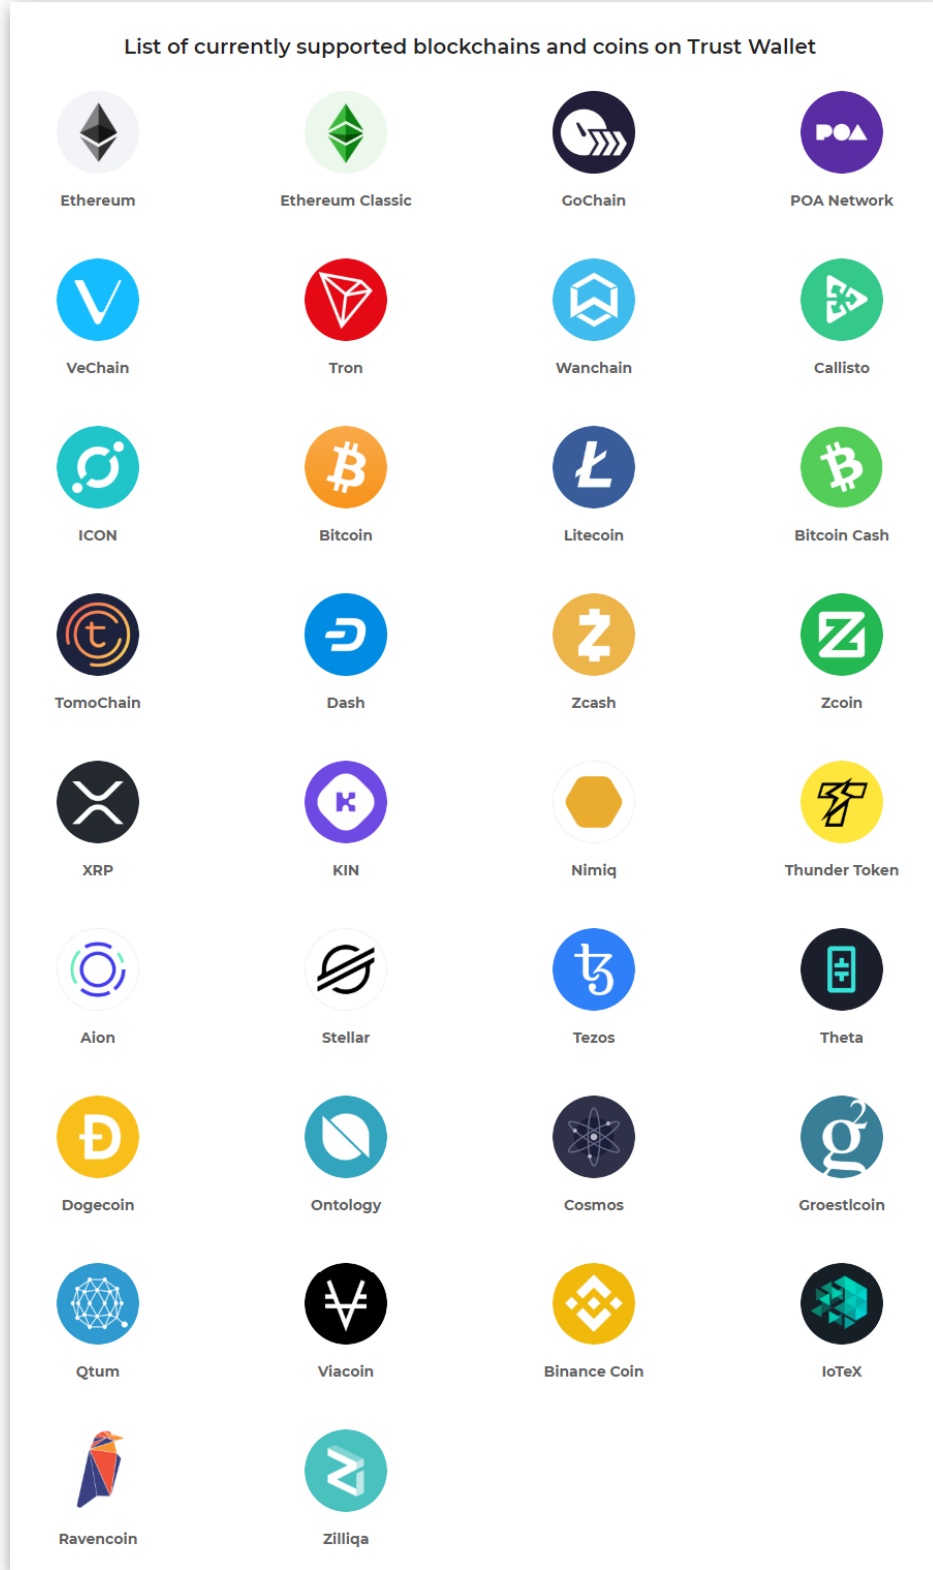 List of currently supported blockchains and coins on Trust Wallet
POA
Ethereum Ethereum Classic GoChain POA Network
VeChain Tron Wanchain Callisto
ICON Bitcoin Litecoin Bitcoin Cash
TomoChain Dash Zcash Zcoin
XRP KIN Nimiq Thunder Token
Aion Stellar Tezos Theta
Dogecoin Ontology Cosmos Groestlcoin
Qtum Viacoin Binance Coin IoTeX
Ravencoin Zilliqa